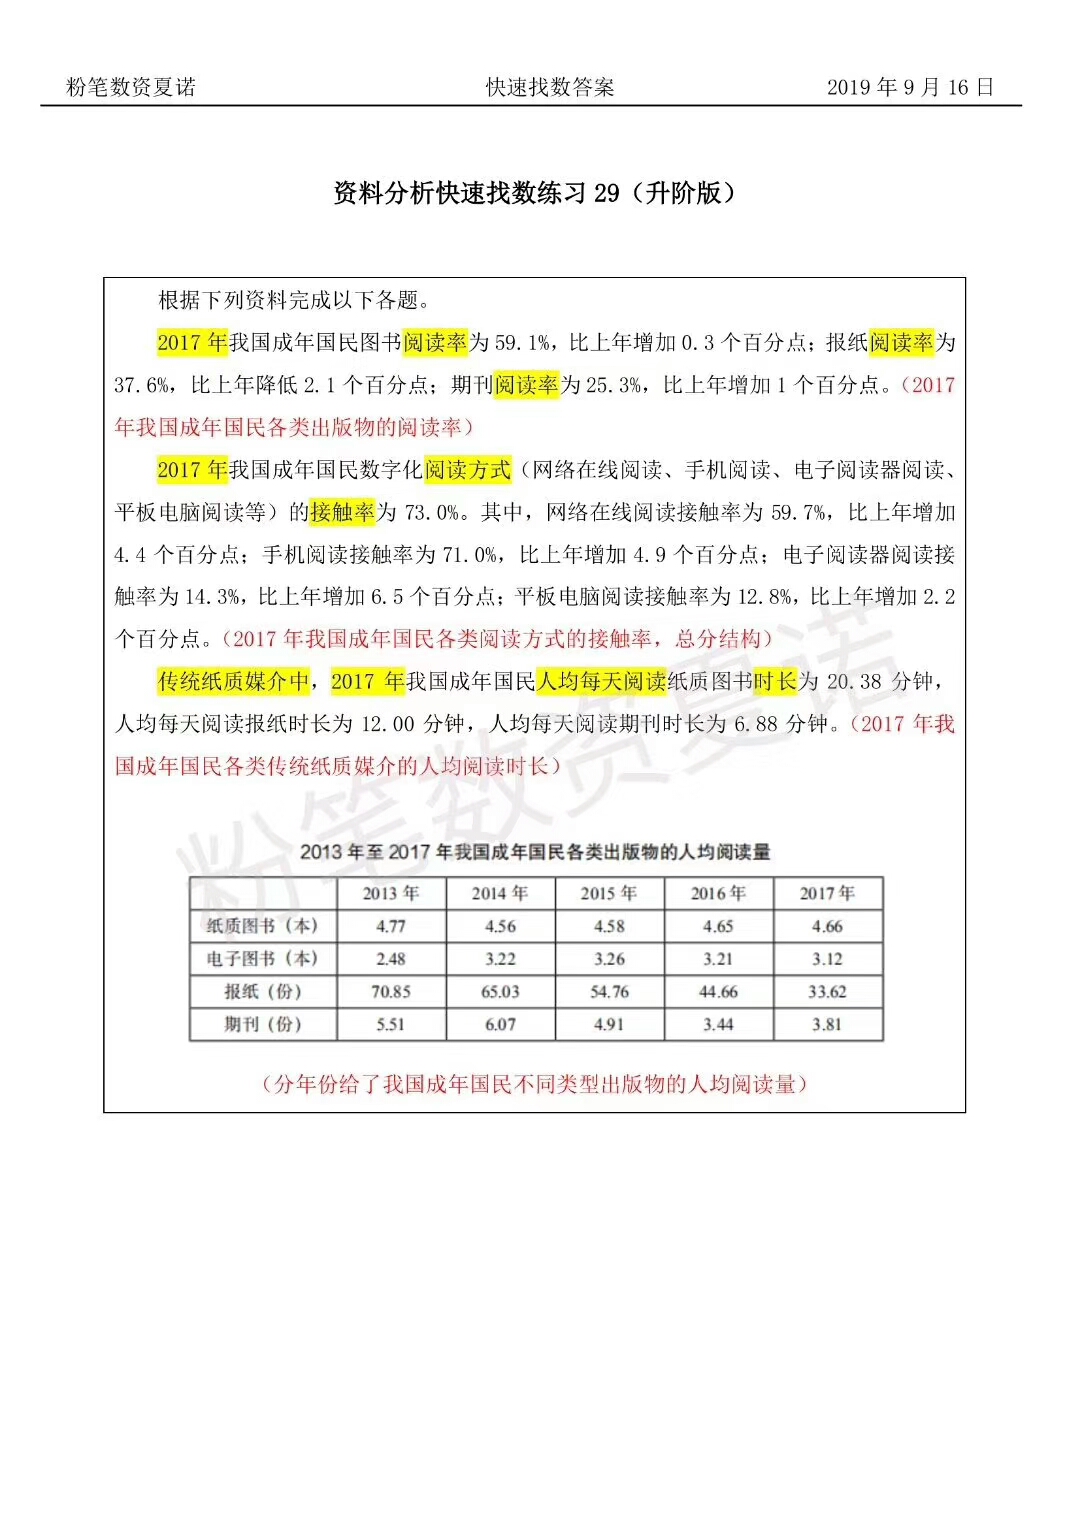 粉笔数资夏诺 快速找数答案 2019 年 9 月 16 日
资料分析快速找数练习 29（升阶版）
根据下列资料完成以下各题。
2017 年我国成年国民图书阅读率为 59.1%，比上年增加 0.3 个百分点；报纸阅读率为
37.6%，比上年降低 2.1 个百分点；期刊阅读率为 25.3%，比上年增加 1 个百分点。（2017
年我国成年国民各类出版物的阅读率）
2017 年我国成年国民数字化阅读方式（网络在线阅读、手机阅读、电子阅读器阅读、
平板电脑阅读等）的接触率为 73.0%。其中，网络在线阅读接触率为 59.7%，比上年增加
4.4 个百分点；手机阅读接触率为 71.0%，比上年增加 4.9 个百分点；电子阅读器阅读接
触率为 14.3%，比上年增加 6.5 个百分点；平板电脑阅读接触率为 12.8%，比上年增加 2.2
个百分点。（2017 年我国成年国民各类阅读方式的接触率，总分结构）
传统纸质媒介中，2017 年我国成年国民人均每天阅读纸质图书时长为 20.38 分钟，
人均每天阅读报纸时长为 12.00 分钟，人均每天阅读期刊时长为 6.88 分钟。（2017 年我
国成年国民各类传统纸质媒介的人均阅读时长）
2013 年至 2017 年我国成年国民各类出版物的人均阅读量
2013 年 2014 年 2015 年 2016 年 2017 年
纸质图书（本） 4.77 4.56 4.58 4.65 4.66
电子图书（本） 2.48 3.22 3.26 3.21 3.12
报纸（份） 70.85 65.03 54.76 44.66 33.62
期刊（份） 5.51 6.07 4.91 3.44 3.81
（分年份给了我国成年国民不同类型出版物的人均阅读量）
粉笔数资夏诺